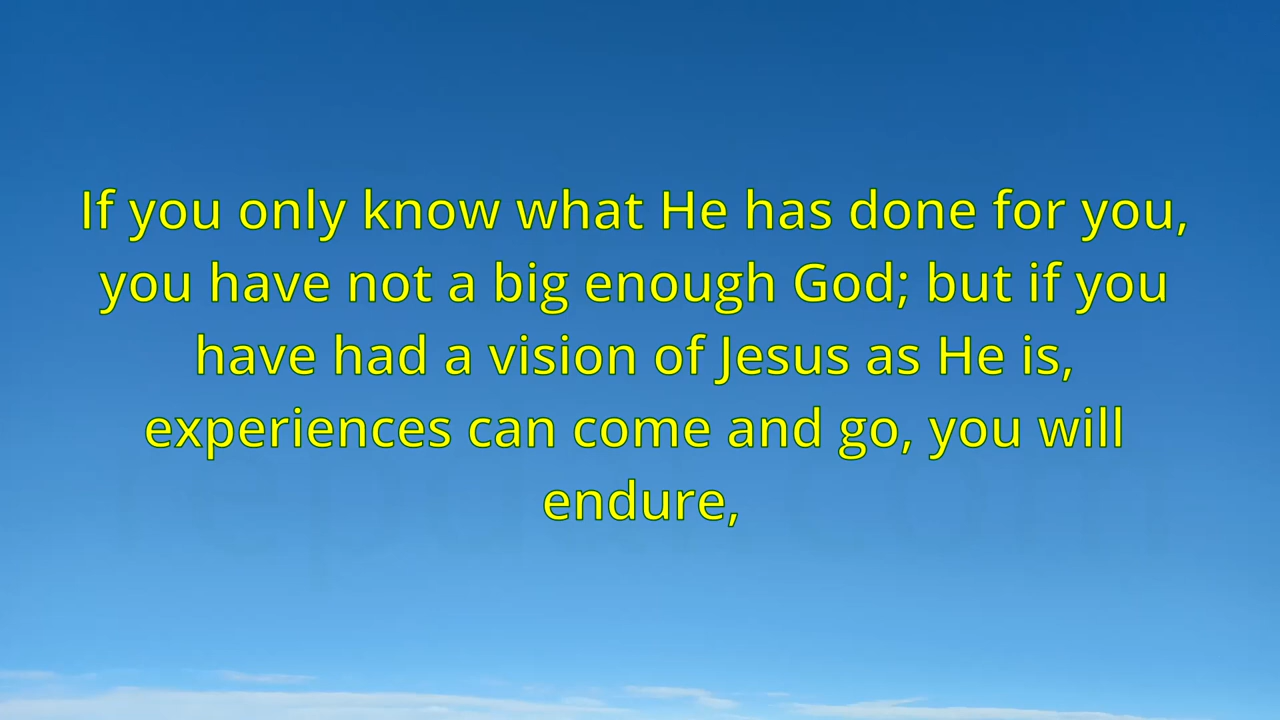 If you only know what He has done for you,
you have not a big enough God; but if you
have had a vision of Jesus as He is,
experiences can come and go, you will
endure,